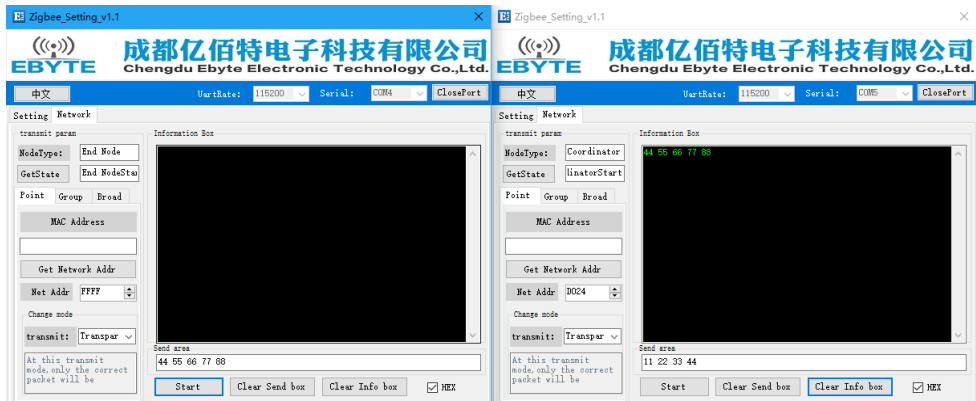 Zigbee_Setting_v1.1
EBYTE
成都亿佰特电子科技有限公司
Chengdu Ebyte Electronic Technology Co.,Ltd.
中文 UartRate: 115200 Serial: COM4 ClosePort
Setting Network
transmit param
NodeType: End Node
GetState End NodeStar
Point Group Broad
MAC Address
Get Network Addr
Net Addr FFFF
Change mode
transmit: Transpar
At this transmit
mode,only the correct
packet will be
Information Box
Send area
44 55 66 77 88
Start Clear Send box Clear Info box HEX
Zigbee_Setting_v1.1
EBYTE
成都亿佰特电子科技有限公司
Chengdu Ebyte Electronic Technology Co.,Ltd.
中文 UartRate: 115200 Serial: COM5 ClosePort
Setting Network
transmit param
NodeType: Coordinator
GetState linatorStart
Point Group Broad
MAC Address
Get Network Addr
Net Addr D024
Change mode
transmit: Transpar
At this transmit
mode,only the correct
packet will be
Information Box
44 55 66 77 88
Send area
11 22 33 44
Start Clear Send box Clear Info box HEX